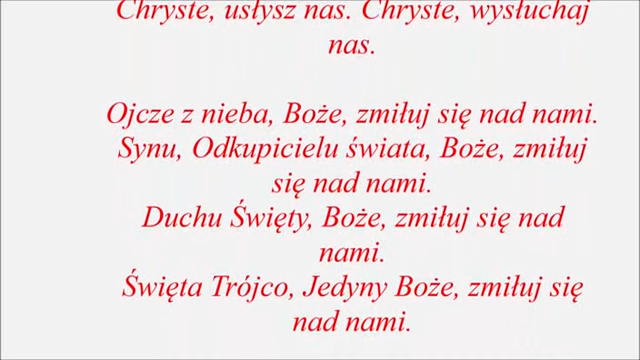 Chryste, usłysz nas. Chryste, wysłuchaj
nas.
Ojcze z nieba, Boże, zmiłuj się nad nami.
Synu, Odkupicielu świata, Boże, zmiłuj
się nad nami.
Duchu Święty, Boże, zmiłuj się nad
nami.
Święta Trójco, Jedyny Boże, zmiłuj się
nad nami.